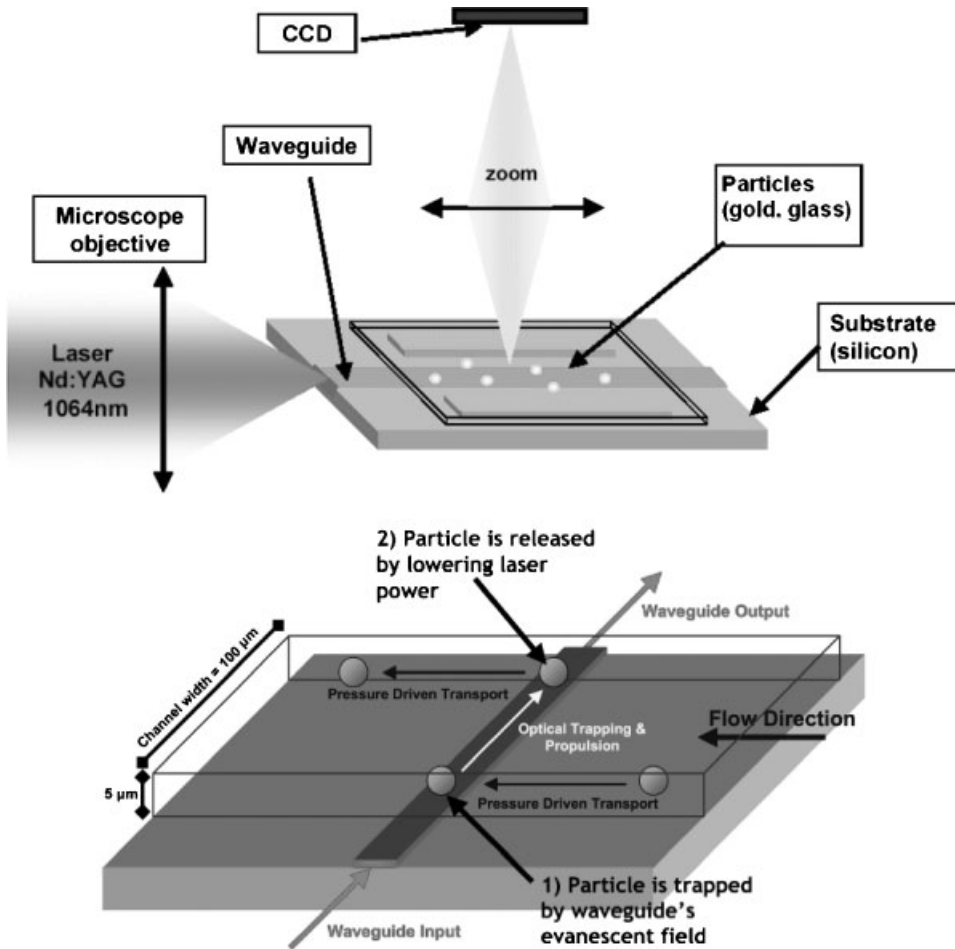 CCD
Waveguide
zoom
Particles
(gold. glass)
Microscope
objective
Substrate
(silicon)
Laser
Nd:YAG
1064nm
2) Particle is released
by lowering laser
power
Waveguide Output
Channel width = 100 µm
Pressure Driven Transport
Optical Trapping &
Propulsion
Flow Direction
5 µm
Pressure Driven Transport
1) Particle is trapped
by waveguide's
evanescent field
Waveguide Input